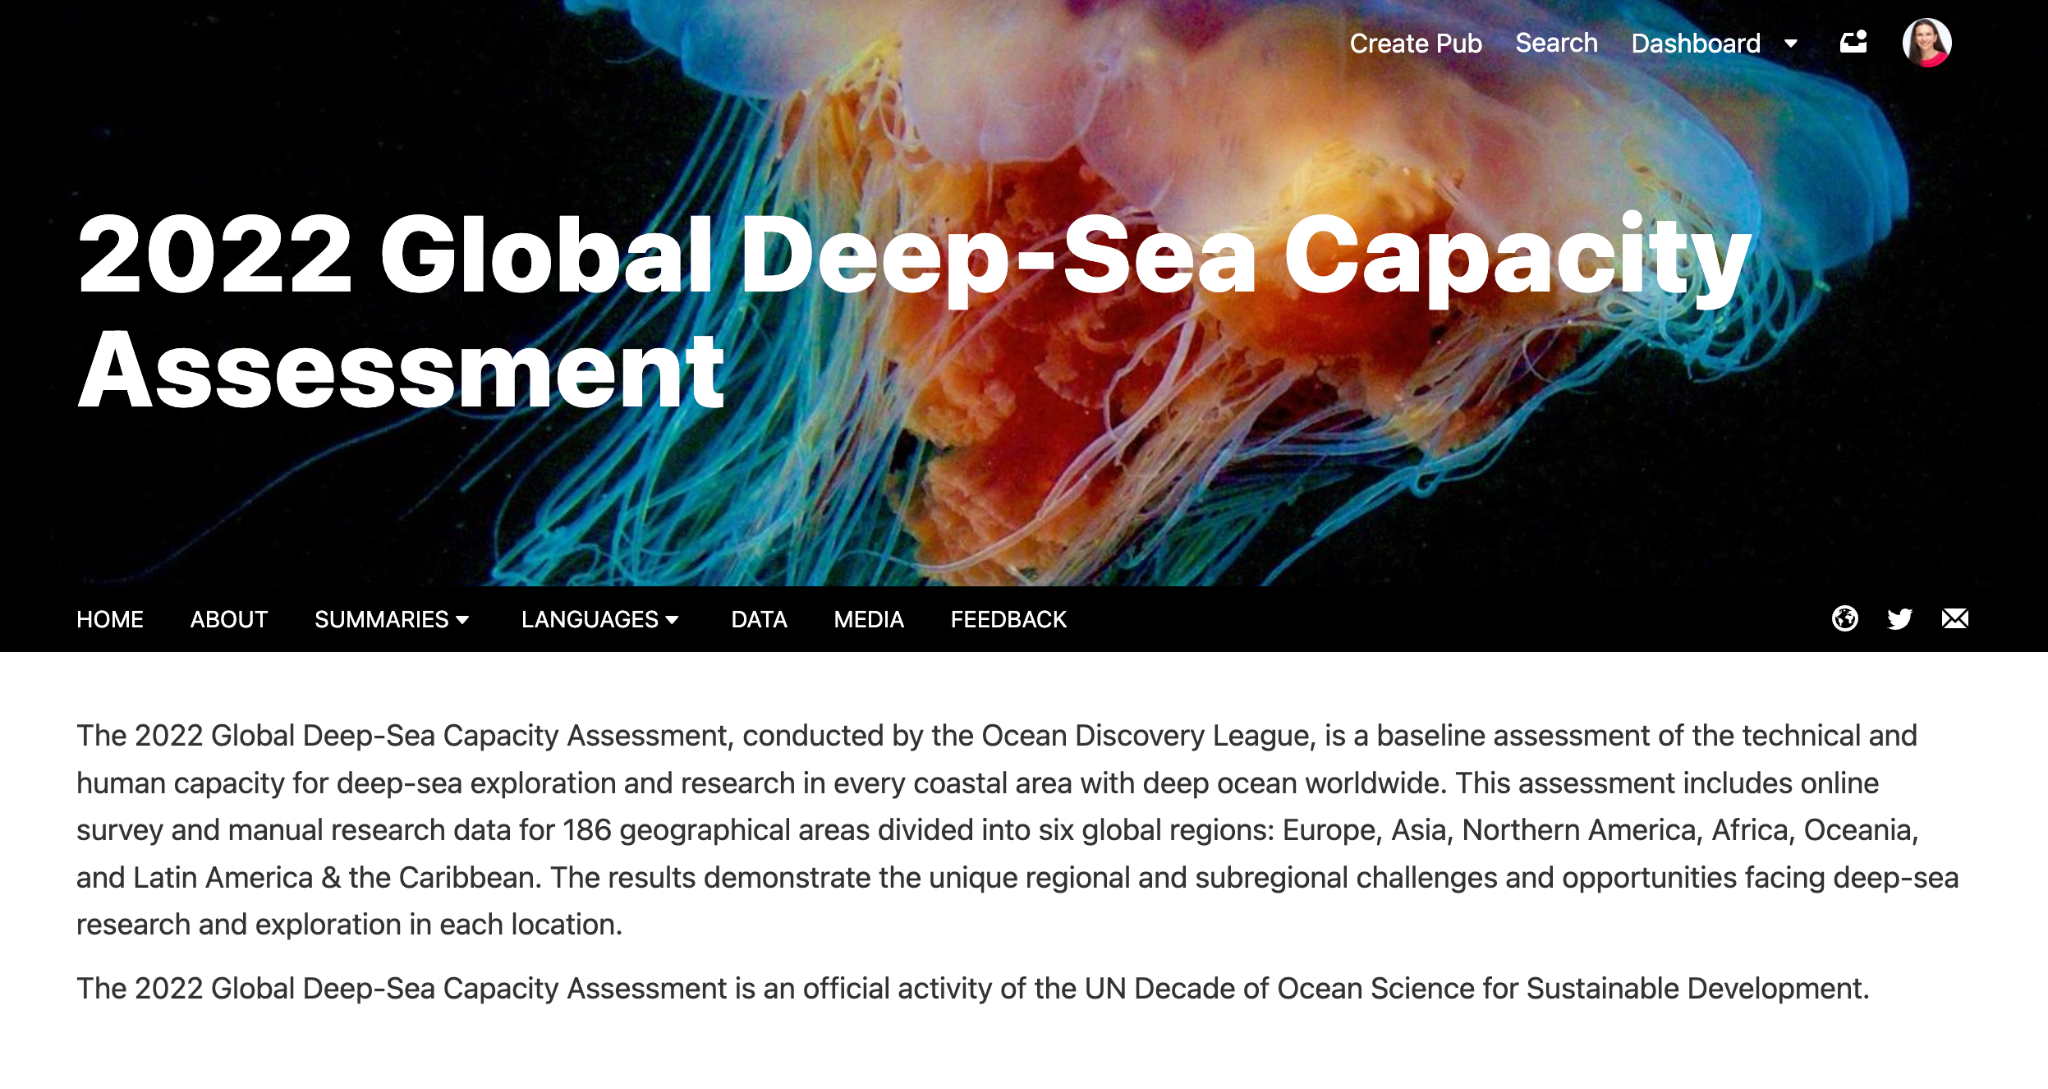 Create Pub Search Dashboard
2022 Global Deep-Sea Capacity
Assessment
HOME ABOUT SUMMARIES LANGUAGES DATA MEDIA FEEDBACK
The 2022 Global Deep-Sea Capacity Assessment, conducted by the Ocean Discovery League, is a baseline assessment of the technical and
human capacity for deep-sea exploration and research in every coastal area with deep ocean worldwide. This assessment includes online
survey and manual research data for 186 geographical areas divided into six global regions: Europe, Asia, Northern America, Africa, Oceania,
and Latin America & the Caribbean. The results demonstrate the unique regional and subregional challenges and opportunities facing deep-sea
research and exploration in each location.
The 2022 Global Deep-Sea Capacity Assessment is an official activity of the UN Decade of Ocean Science for Sustainable Development.